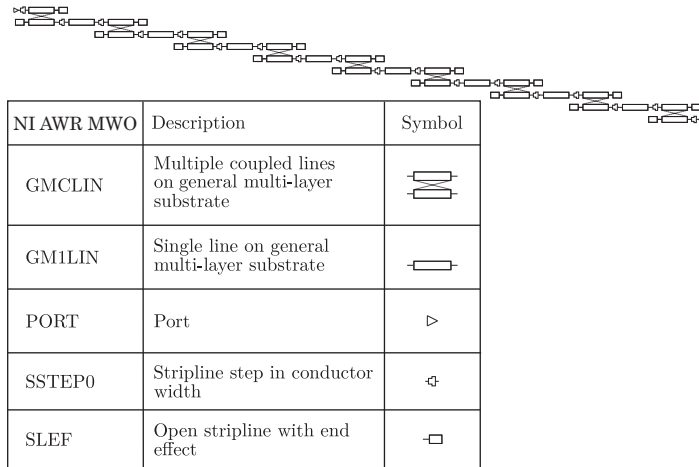 NI AWR MWO Description Symbol
GMCLIN
Multiple coupled lines
on general multi-layer
substrate
GM1LIN
Single line on general
multi-layer substrate
PORT Port
SSTEP0
Stripline step in conductor
width
SLEF
Open stripline with end
effect